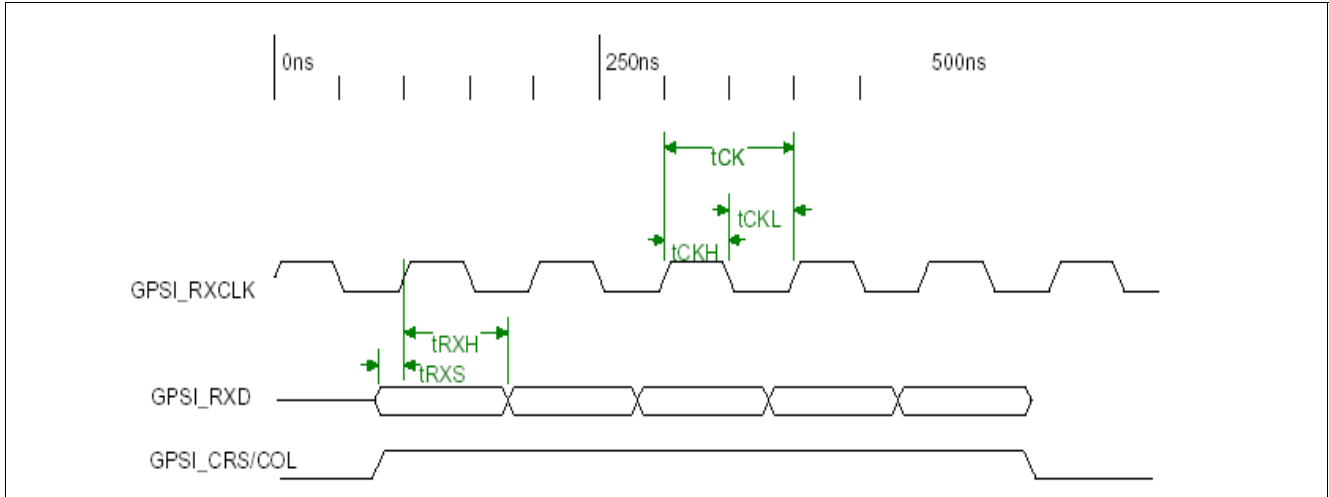 0ns 250ns 500ns
tCK
tCKL
tCKH
GPSI_RXCLK
tRXH
tRXS
GPSI_RXD
GPSI_CRS/COL